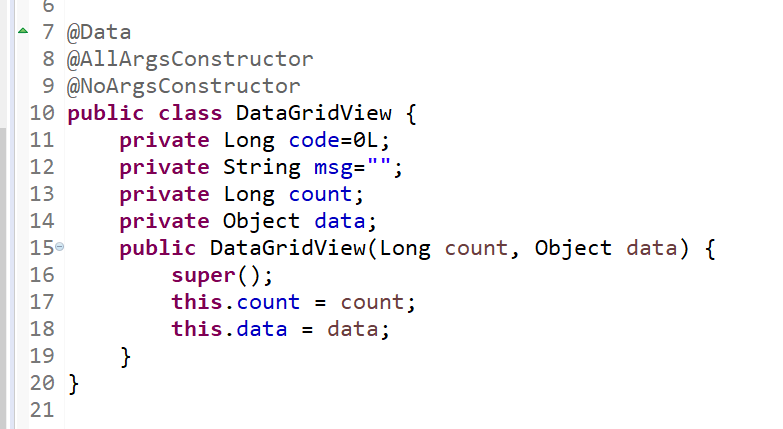 6
7 @Data
8 @AllArgsConstructor
9 @NoArgsConstructor
10 public class DataGridView {
11     private Long code=0L;
12     private String msg="";
13     private Long count;
14     private Object data;
15     public DataGridView(Long count, Object data) {
16         super();
17         this.count = count;
18         this.data = data;
19     }
20 }
21